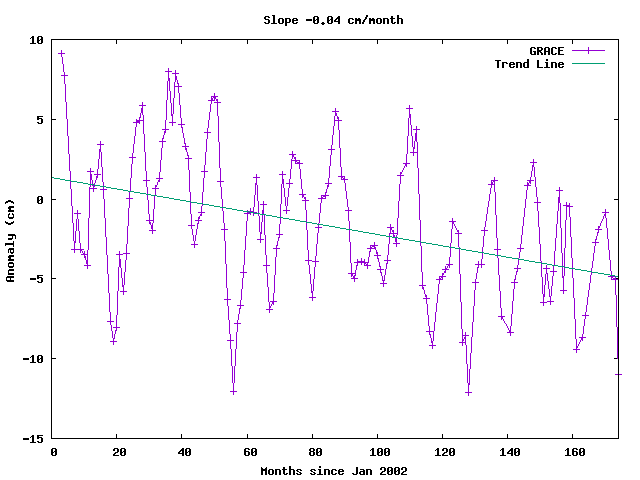 Slope -0.04 cm/month
10
GRACE
Trend Line
5
0
Anomaly (cm)
-5
-10
-15
0 20 40 60 80 100 120 140 160
Months since Jan 2002